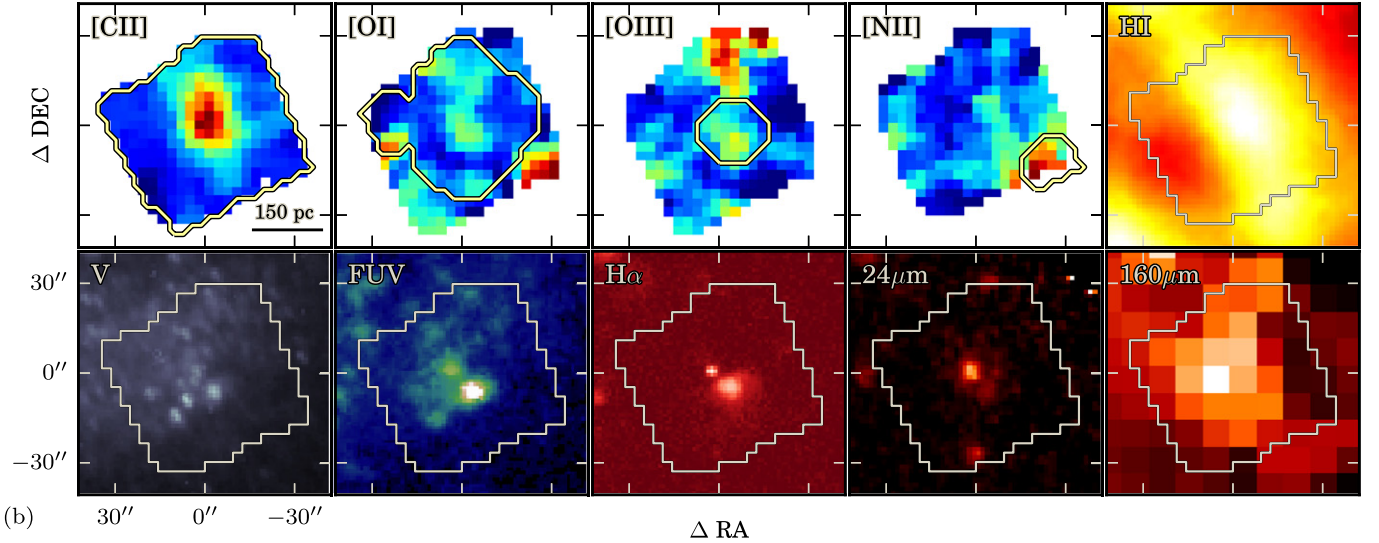 [CII] [OI] [OIII] [NII] HI
Δ DEC
150 pc
V FUV Hα 24μm 160μm
30″
0″
−30″
(b) 30″ 0″ −30″
Δ RA